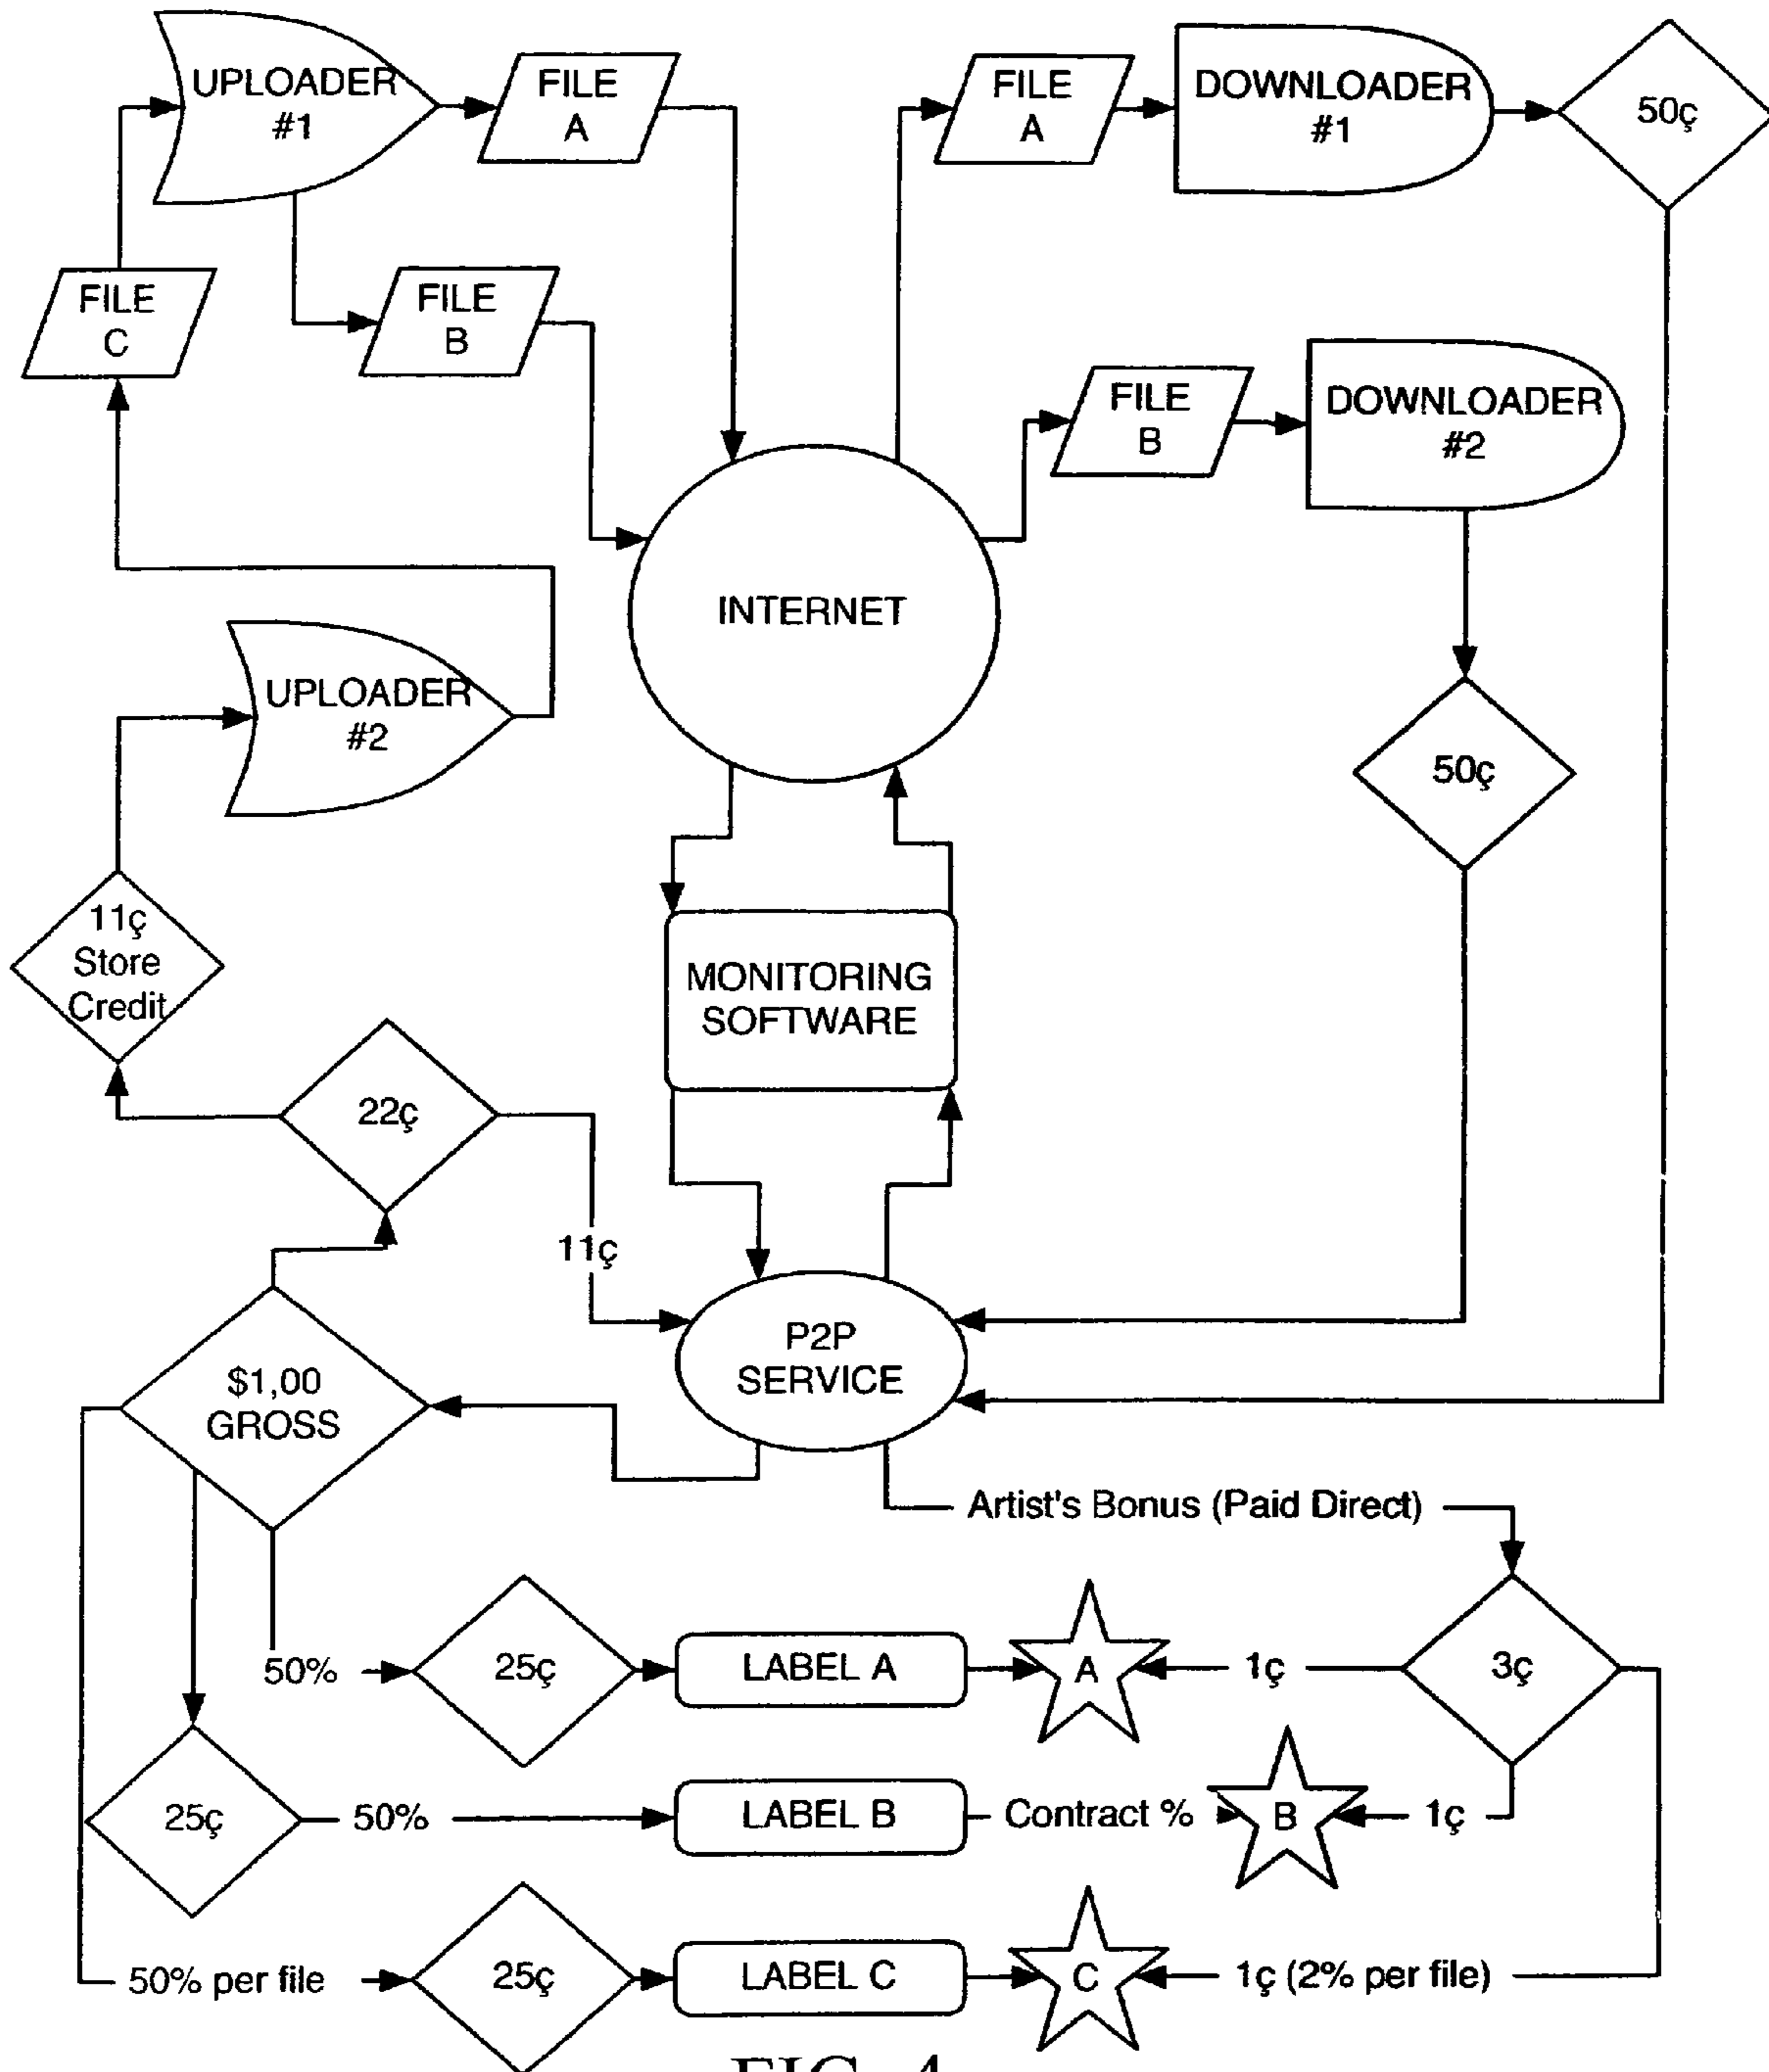 UPLOADER
#1
FILE
A
FILE
A
DOWNLOADER
#1
50ç
FILE
C
FILE
B
FILE
B
DOWNLOADER
#2
INTERNET
UPLOADER
#2
50ç
11ç
Store
Credit
MONITORING
SOFTWARE
22ç
11ç
P2P
SERVICE
$1,00
GROSS
Artist's Bonus (Paid Direct)
50%
25ç
LABEL A
A
1ç
3ç
25ç
50%
LABEL B
Contract %
B
1ç
50% per file
25ç
LABEL C
C
1ç (2% per file)
FIG. 4